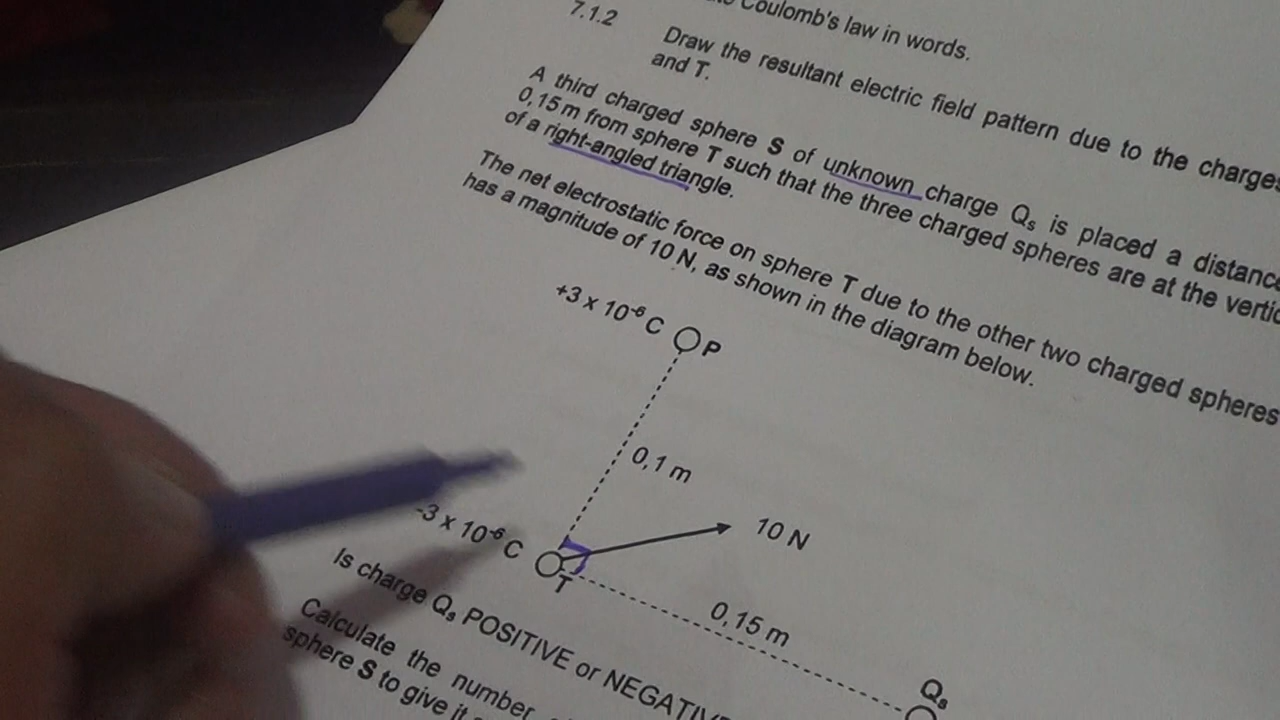 Coulomb's law in words.
7.1.2 Draw the resultant electric field pattern due to the charges
and T.
A third charged sphere S of unknown charge Qs is placed a distance
0,15 m from sphere T such that the three charged spheres are at the
of a right-angled triangle.
The net electrostatic force on sphere T due to the other two charged spheres
has a magnitude of 10 N, as shown in the diagram below.
+3 x 10-6 C P
0,1 m
10 N
-3 x 10-6 C
T
0,15 m
Qs
Is charge Qs POSITIVE or
Calculate the number
sphere S to give it